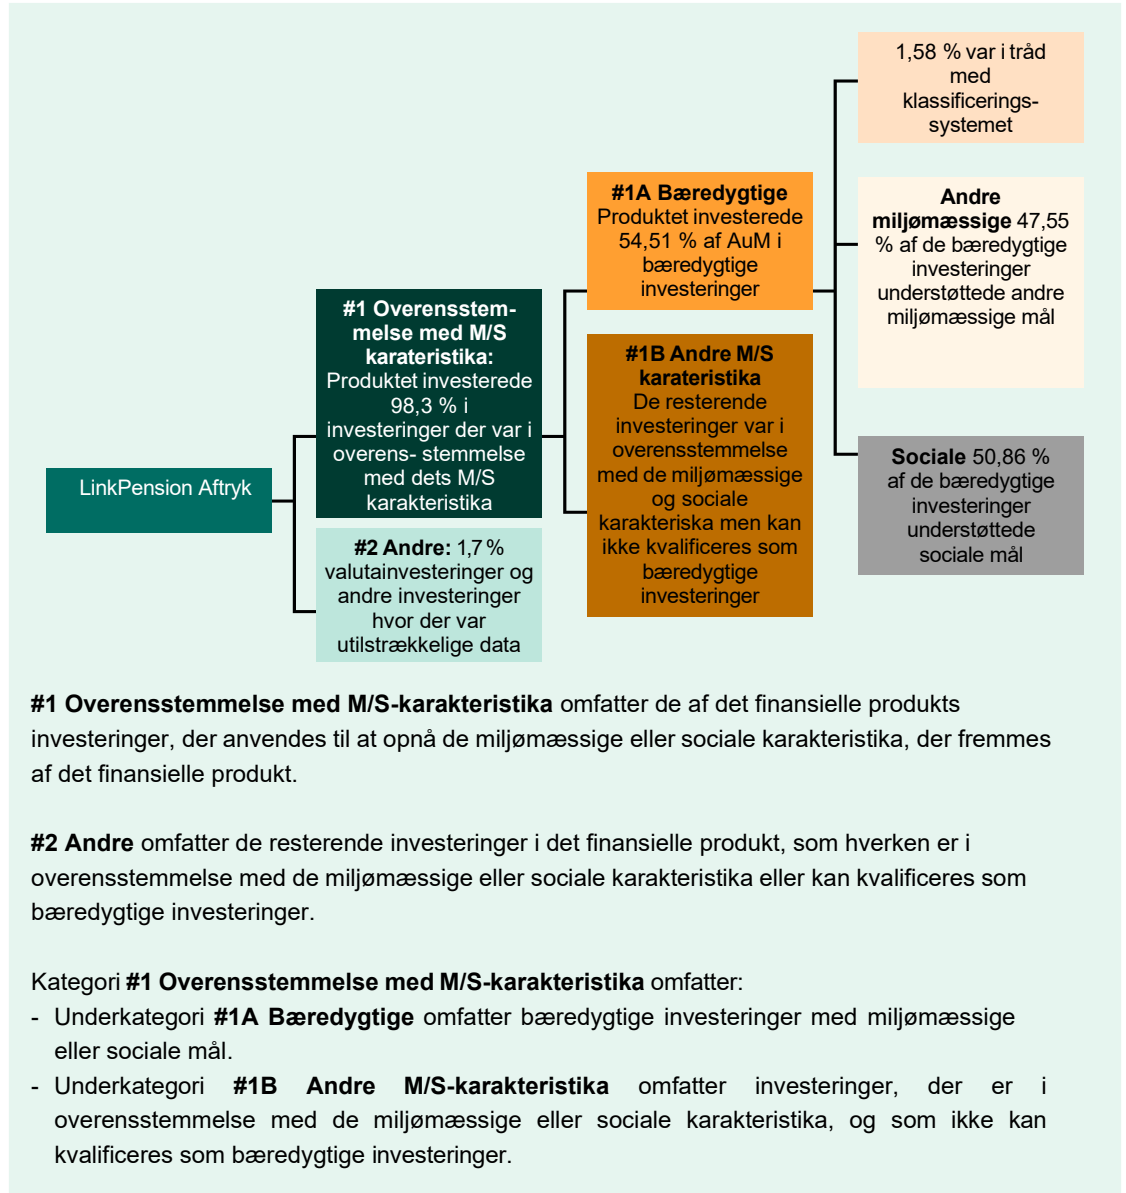 LinkPension Aftryk
#1 Overensstem-
melse med M/S
karateristika:
Produktet investerede
98,3 % i
investeringer der var i
overens- stemmelse
med dets M/S
karakteristika
#2 Andre: 1,7 %
valutainvesteringer og
andre investeringer
hvor der var
utilstrækkelige data
#1A Bæredygtige
Produktet investerede
54,51 % af AuM i
bæredygtige
investeringer
#1B Andre M/S
karateristika
De resterende
investeringer var i
overensstemmelse
med de miljømæssige
og sociale
karakteriska men kan
ikke kvalificeres som
bæredygtige
investeringer
1,58 % var i tråd
med
klassificerings-
systemet
Andre
miljømæssige 47,55
% af de bæredygtige
investeringer
understøttede andre
miljømæssige mål
Sociale 50,86 %
af de bæredygtige
investeringer
understøttede
sociale mål
#1 Overensstemmelse med M/S-karakteristika omfatter de af det finansielle produkts
investeringer, der anvendes til at opnå de miljømæssige eller sociale karakteristika, der fremmes
af det finansielle produkt.
#2 Andre omfatter de resterende investeringer i det finansielle produkt, som hverken er i
overensstemmelse med de miljømæssige eller sociale karakteristika eller kan kvalificeres som
bæredygtige investeringer.
Kategori #1 Overensstemmelse med M/S-karakteristika omfatter:
- Underkategori #1A Bæredygtige omfatter bæredygtige investeringer med miljømæssige
eller sociale mål.
- Underkategori #1B Andre M/S-karakteristika omfatter investeringer, der er i
overensstemmelse med de miljømæssige eller sociale karakteristika, og som ikke kan
kvalificeres som bæredygtige investeringer.